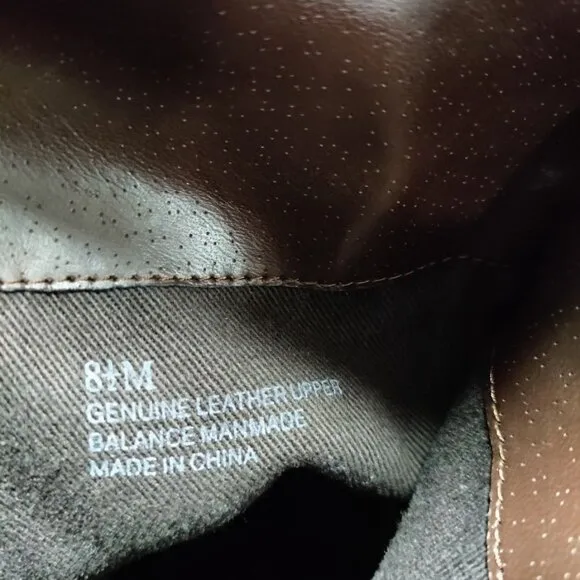 8½M
GENUINE LEATHER UPPER
BALANCE MANMADE
MADE IN CHINA